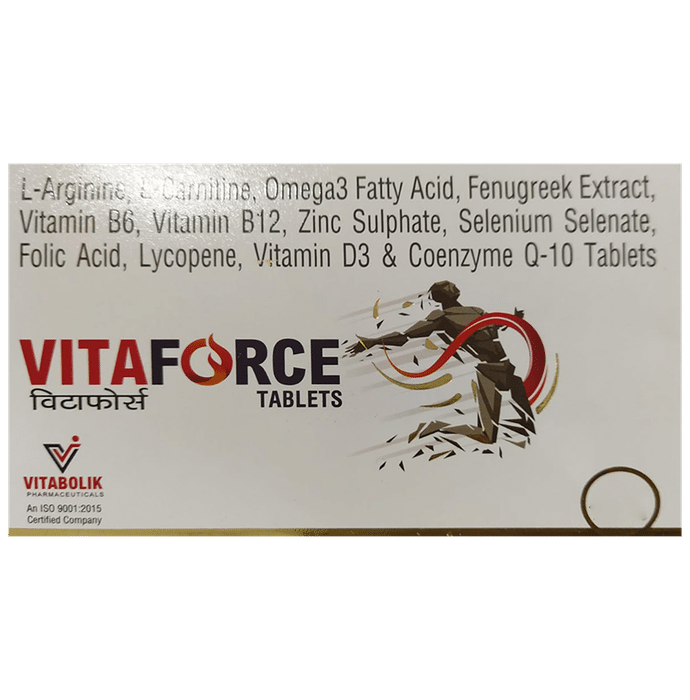 L-Arginine, L-Carnitine, Omega3 Fatty Acid, Fenugreek Extract,
Vitamin B6, Vitamin B12, Zinc Sulphate, Selenium Selenate,
Folic Acid, Lycopene, Vitamin D3 & Coenzyme Q-10 Tablets
VITAFORCE
विटाफोर्स TABLETS
VITABOLIK
PHARMACEUTICALS
An ISO 9001:2015
Certified Company